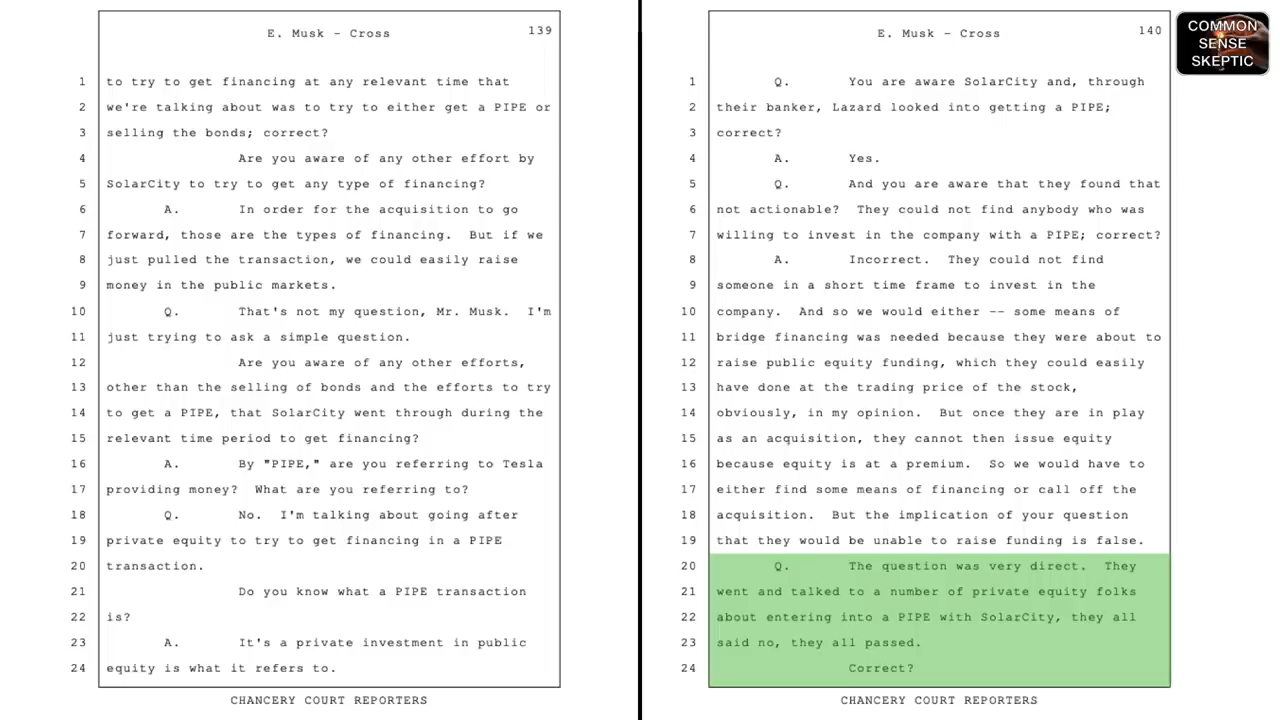 E. Musk - Cross 139
1 to try to get financing at any relevant time that
2 we're talking about was to try to either get a PIPE or
3 selling the bonds; correct?
4 Are you aware of any other effort by
5 SolarCity to try to get any type of financing?
6 A. In order for the acquisition to go
7 forward, those are the types of financing. But if we
8 just pulled the transaction, we could easily raise
9 money in the public markets.
10 Q. That's not my question, Mr. Musk. I'm
11 just trying to ask a simple question.
12 Are you aware of any other efforts,
13 other than the selling of bonds and the efforts to try
14 to get a PIPE, that SolarCity went through during the
15 relevant time period to get financing?
16 A. By "PIPE," are you referring to Tesla
17 providing money? What are you referring to?
18 Q. No. I'm talking about going after
19 private equity to try to get financing in a PIPE
20 transaction.
21 Do you know what a PIPE transaction
22 is?
23 A. It's a private investment in public
24 equity is what it refers to.
CHANCERY COURT REPORTERS
E. Musk - Cross 140
1 Q. You are aware SolarCity and, through
2 their banker, Lazard looked into getting a PIPE;
3 correct?
4 A. Yes.
5 Q. And you are aware that they found that
6 not actionable? They could not find anybody who was
7 willing to invest in the company with a PIPE; correct?
8 A. Incorrect. They could not find
9 someone in a short time frame to invest in the
10 company. And so we would either -- some means of
11 bridge financing was needed because they were about to
12 raise public equity funding, which they could easily
13 have done at the trading price of the stock,
14 obviously, in my opinion. But once they are in play
15 as an acquisition, they cannot then issue equity
16 because equity is at a premium. So we would have to
17 either find some means of financing or call off the
18 acquisition. But the implication of your question
19 that they would be unable to raise funding is false.
20 Q. The question was very direct. They
21 went and talked to a number of private equity folks
22 about entering into a PIPE with SolarCity, they all
23 said no, they all passed.
24 Correct?
CHANCERY COURT REPORTERS
COMMON
SENSE
SKEPTIC